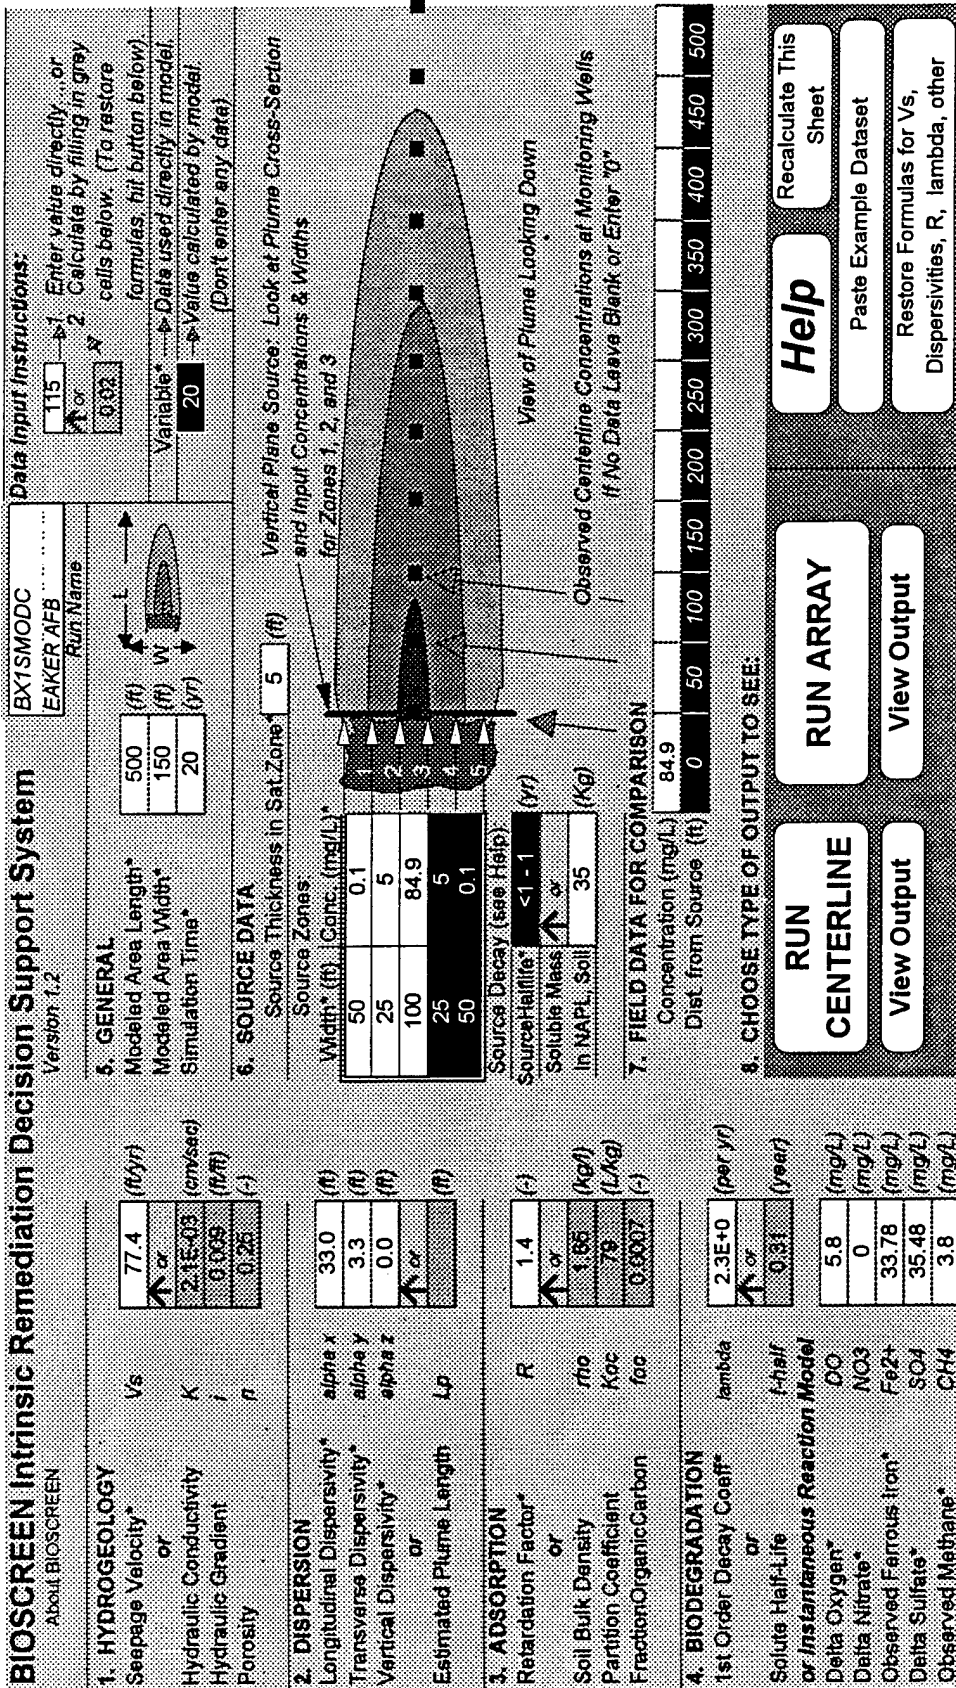 BIOSCREEN Intrinsic Remediation Decision Support System
About BIOSCREEN
Version 1.2
BX1SMODC
EAKER AFB
Run Name
Data Input Instructions:
115
1. Enter value directly...or
or
2. Calculate by filling in grey
0.02
cells below. (To restore
formulas, hit button below)
Variable*
Data used directly in model.
20
Value calculated by model.
(Don't enter any data)
1. HYDROGEOLOGY
Seepage Velocity* Vs 77.4 (ft/yr)
or or
Hydraulic Conductivity K 2.1E-03 (cm/sec)
Hydraulic Gradient i 0.009 (ft/ft)
Porosity n 0.25 (-)
2. DISPERSION
Longitudinal Dispersivity* alpha x 33.0 (ft)
Transverse Dispersivity* alpha y 3.3 (ft)
Vertical Dispersivity* alpha z 0.0 (ft)
or or
Estimated Plume Length Lp (ft)
3. ADSORPTION
Retardation Factor* R 1.4 (-)
or or
Soil Bulk Density rho 1.65 (kg/l)
Partition Coefficient Koc 79 (L/kg)
FractionOrganicCarbon foc 0.0007 (-)
4. BIODEGRADATION
1st Order Decay Coeff* lambda 2.3E+0 (per yr)
or or
Solute Half-Life t-half 0.31 (year)
or Instantaneous Reaction Model
Delta Oxygen* DO 5.8 (mg/L)
Delta Nitrate* NO3 0 (mg/L)
Observed Ferrous Iron* Fe2+ 33.78 (mg/L)
Delta Sulfate* SO4 35.48 (mg/L)
Observed Methane* CH4 3.8 (mg/L)
5. GENERAL
Modeled Area Length* 500 (ft)
Modeled Area Width* 150 (ft)
Simulation Time* 20 (yr)
L
W
6. SOURCE DATA
Source Thickness in Sat.Zone* 5 (ft)
Source Zones:
Width* (ft) Conc. (mg/L)*
50 0.1 1
25 5 2
100 84.9 3
25 5 4
50 0.1 5
Source Decay (see Help):
SourceHalflife* <1 - 1 (yr)
Soluble Mass or
In NAPL, Soil 35 (Kg)
Vertical Plane Source: Look at Plume Cross-Section
and Input Concentrations & Widths
for Zones 1, 2, and 3
View of Plume Looking Down
Observed Centerline Concentrations at Monitoring Wells
If No Data Leave Blank or Enter "0"
7. FIELD DATA FOR COMPARISON
Concentration (mg/L) 84.9
Dist. from Source (ft) 0 50 100 150 200 250 300 350 400 450 500
8. CHOOSE TYPE OF OUTPUT TO SEE:
RUN
CENTERLINE
View Output
RUN ARRAY
View Output
Help
Recalculate This
Sheet
Paste Example Dataset
Restore Formulas for Vs,
Dispersivities, R, lambda, other